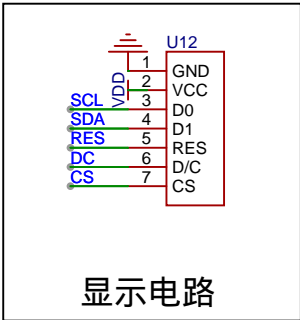 U12
1 GND
VDD 2 VCC
SCL 3 D0
SDA 4 D1
RES 5 RES
DC 6 D/C
CS 7 CS
显示电路